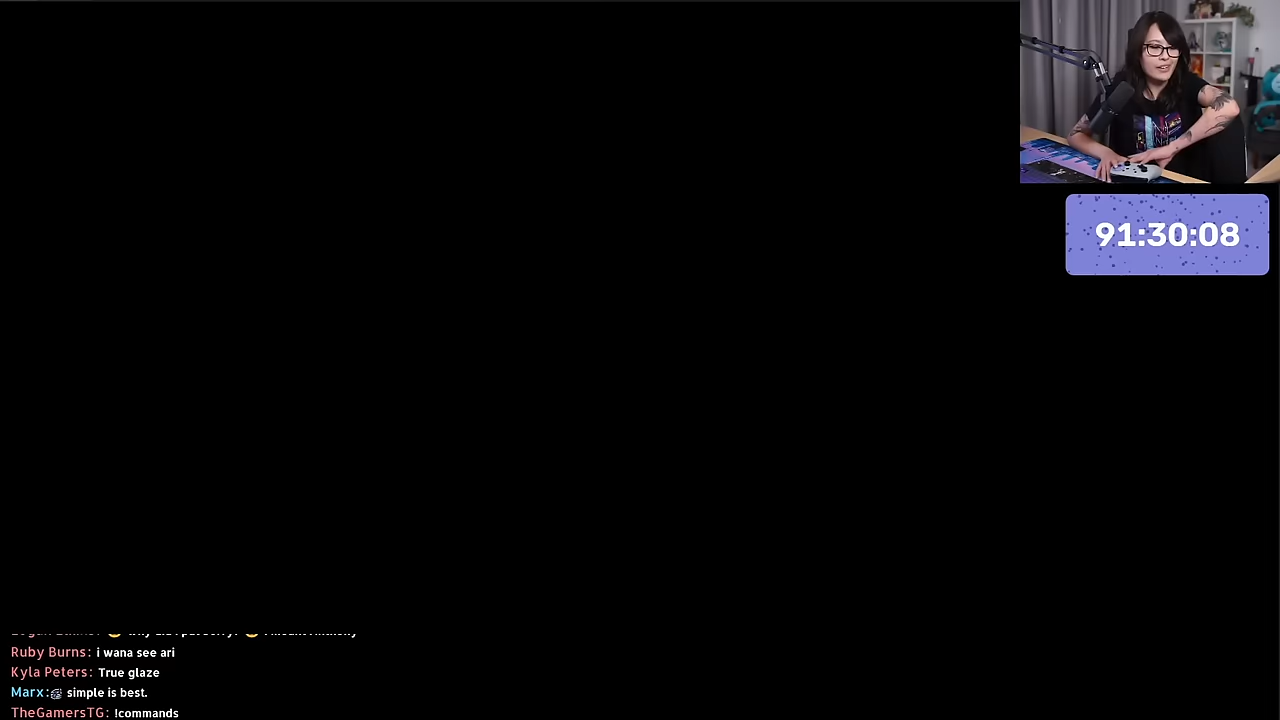 91:30:08
Ruby Burns: i wana see ari
Kyla Peters: True glaze
Marx: simple is best.
TheGamersTG: !commands